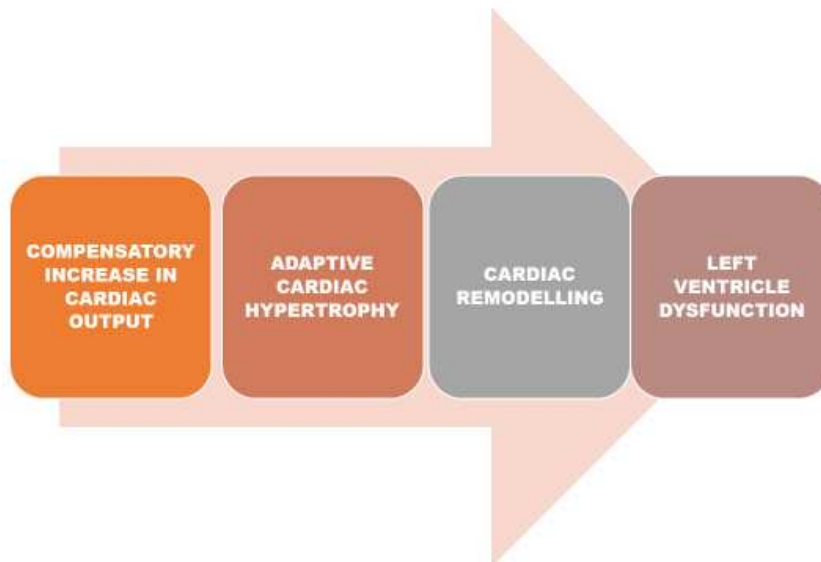 COMPENSATORY
INCREASE IN
CARDIAC
OUTPUT
ADAPTIVE
CARDIAC
HYPERTROPHY
CARDIAC
REMODELLING
LEFT
VENTRICLE
DYSFUNCTION